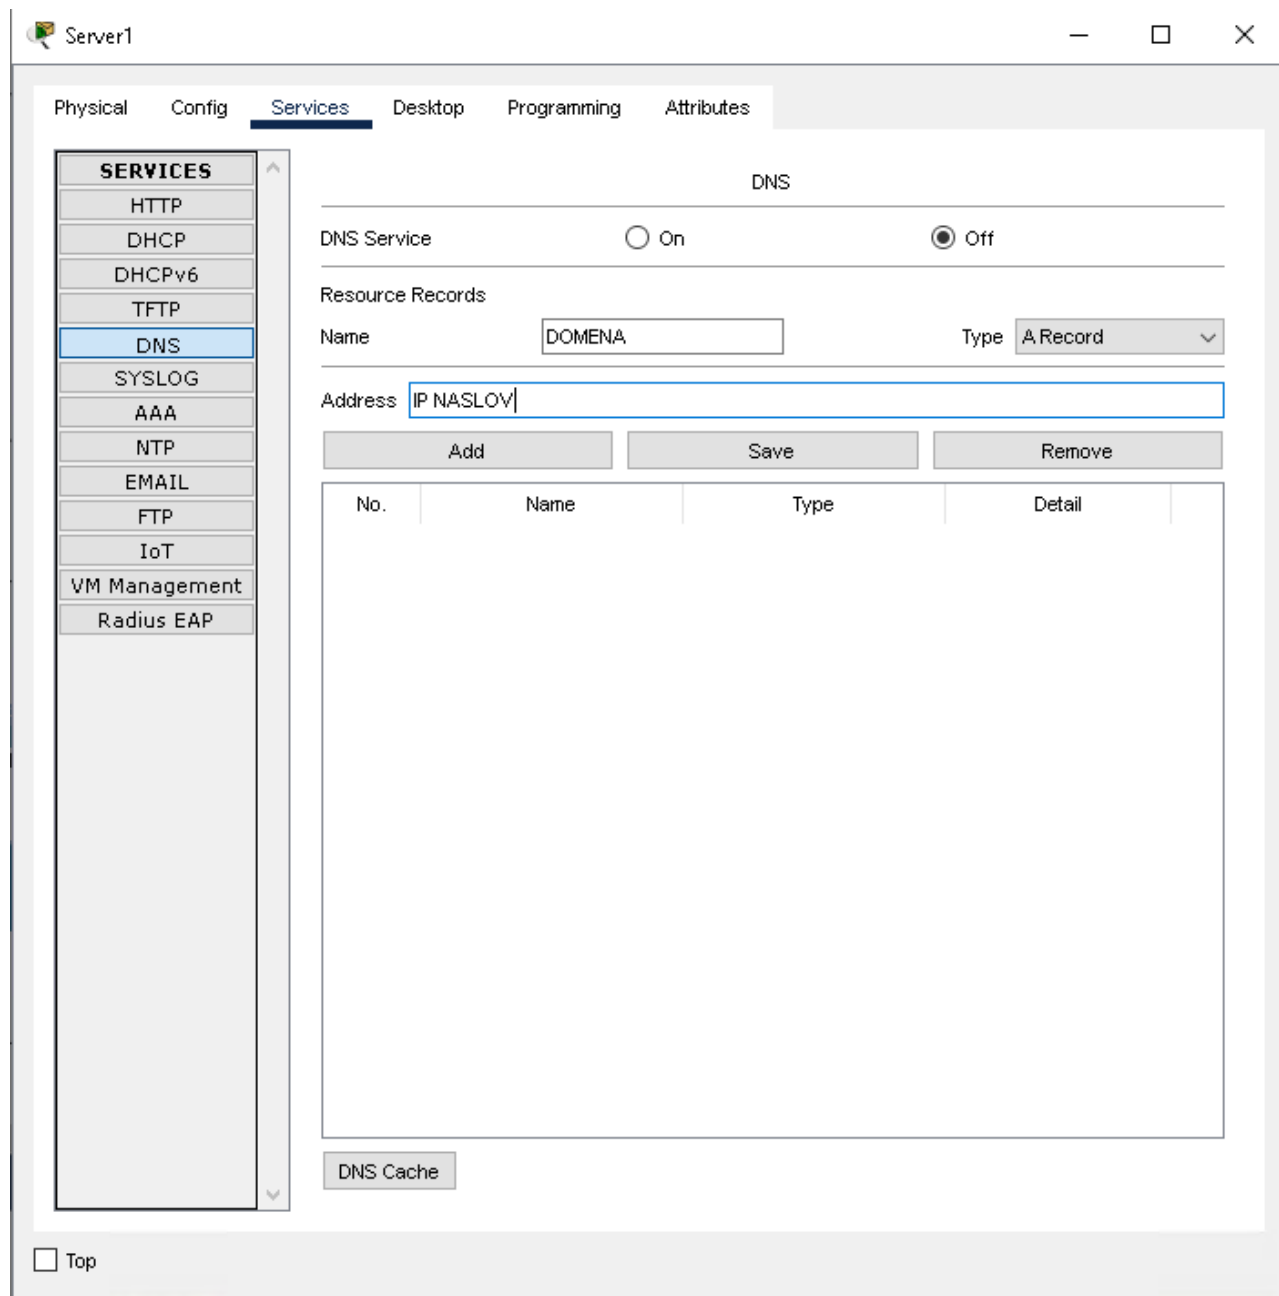 Server1
Physical Config Services Desktop Programming Attributes
SERVICES
HTTP
DHCP
DHCPv6
TFTP
DNS
SYSLOG
AAA
NTP
EMAIL
FTP
IoT
VM Management
Radius EAP
DNS
DNS Service On Off
Resource Records
Name DOMENA Type A Record
Address IP NASLOV
Add Save Remove
No. Name Type Detail
DNS Cache
Top